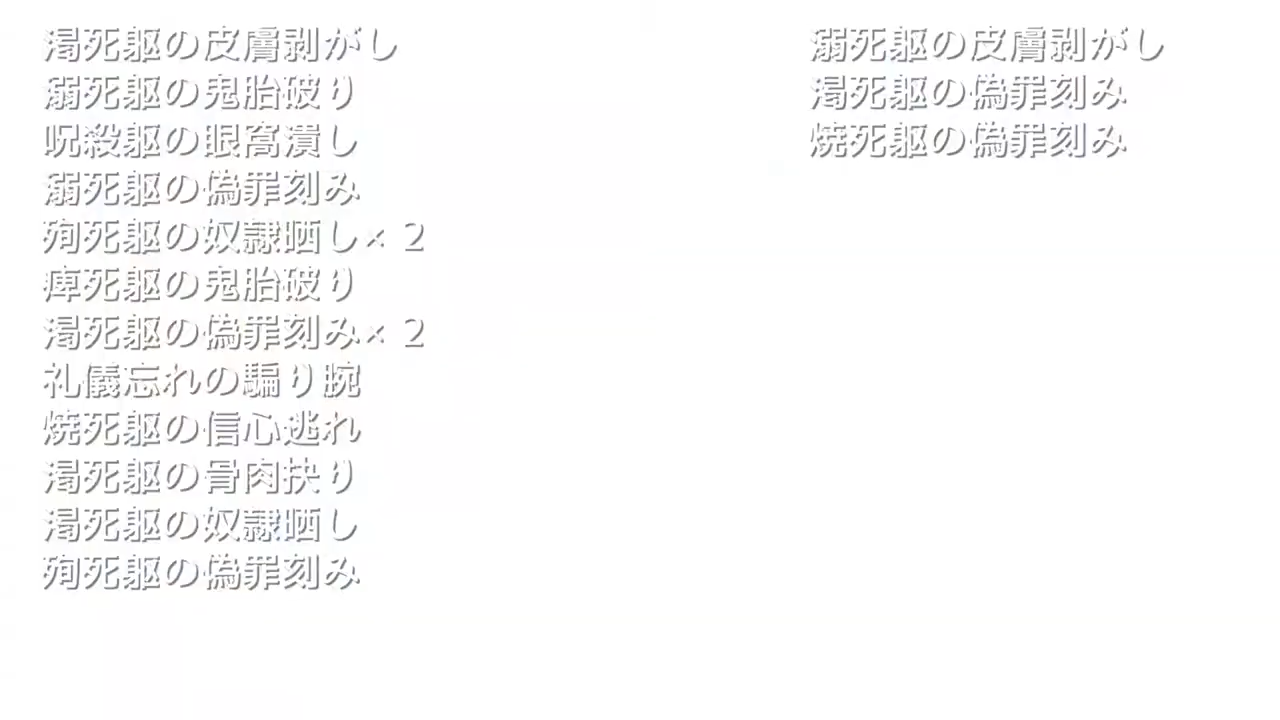 渇死躯の皮膚剥がし
溺死躯の鬼胎破り
呪殺躯の眼窩潰し
溺死躯の偽罪刻み
殉死躯の奴隷晒し×２
痺死躯の鬼胎破り
渇死躯の偽罪刻み×２
礼儀忘れの騙り腕
焼死躯の信心逃れ
渇死躯の骨肉抉り
渇死躯の奴隷晒し
殉死躯の偽罪刻み
溺死躯の皮膚剥がし
渇死躯の偽罪刻み
焼死躯の偽罪刻み